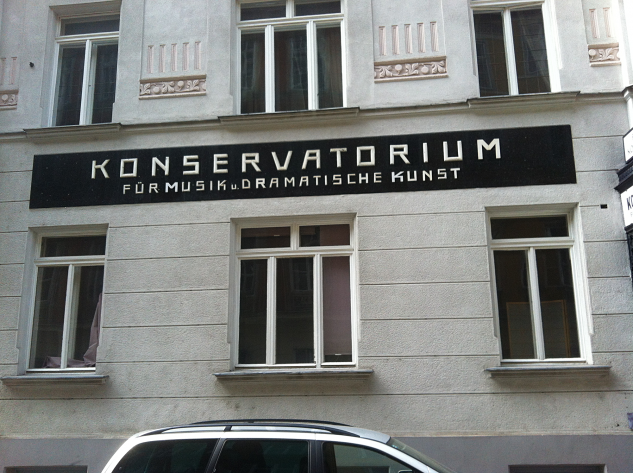 KONSERVATORIUM
FÜR MUSIK u. DRAMATISCHE KUNST